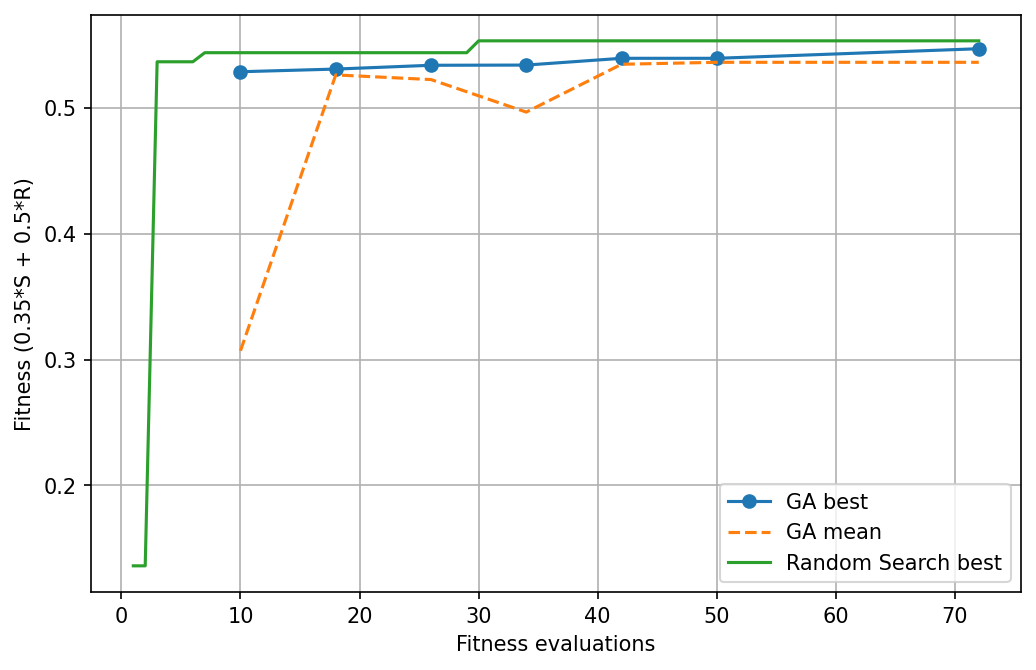 Fitness (0.35*S + 0.5*R)
0.5
0.4
0.3
0.2
0 10 20 30 40 50 60 70
Fitness evaluations
GA best
GA mean
Random Search best